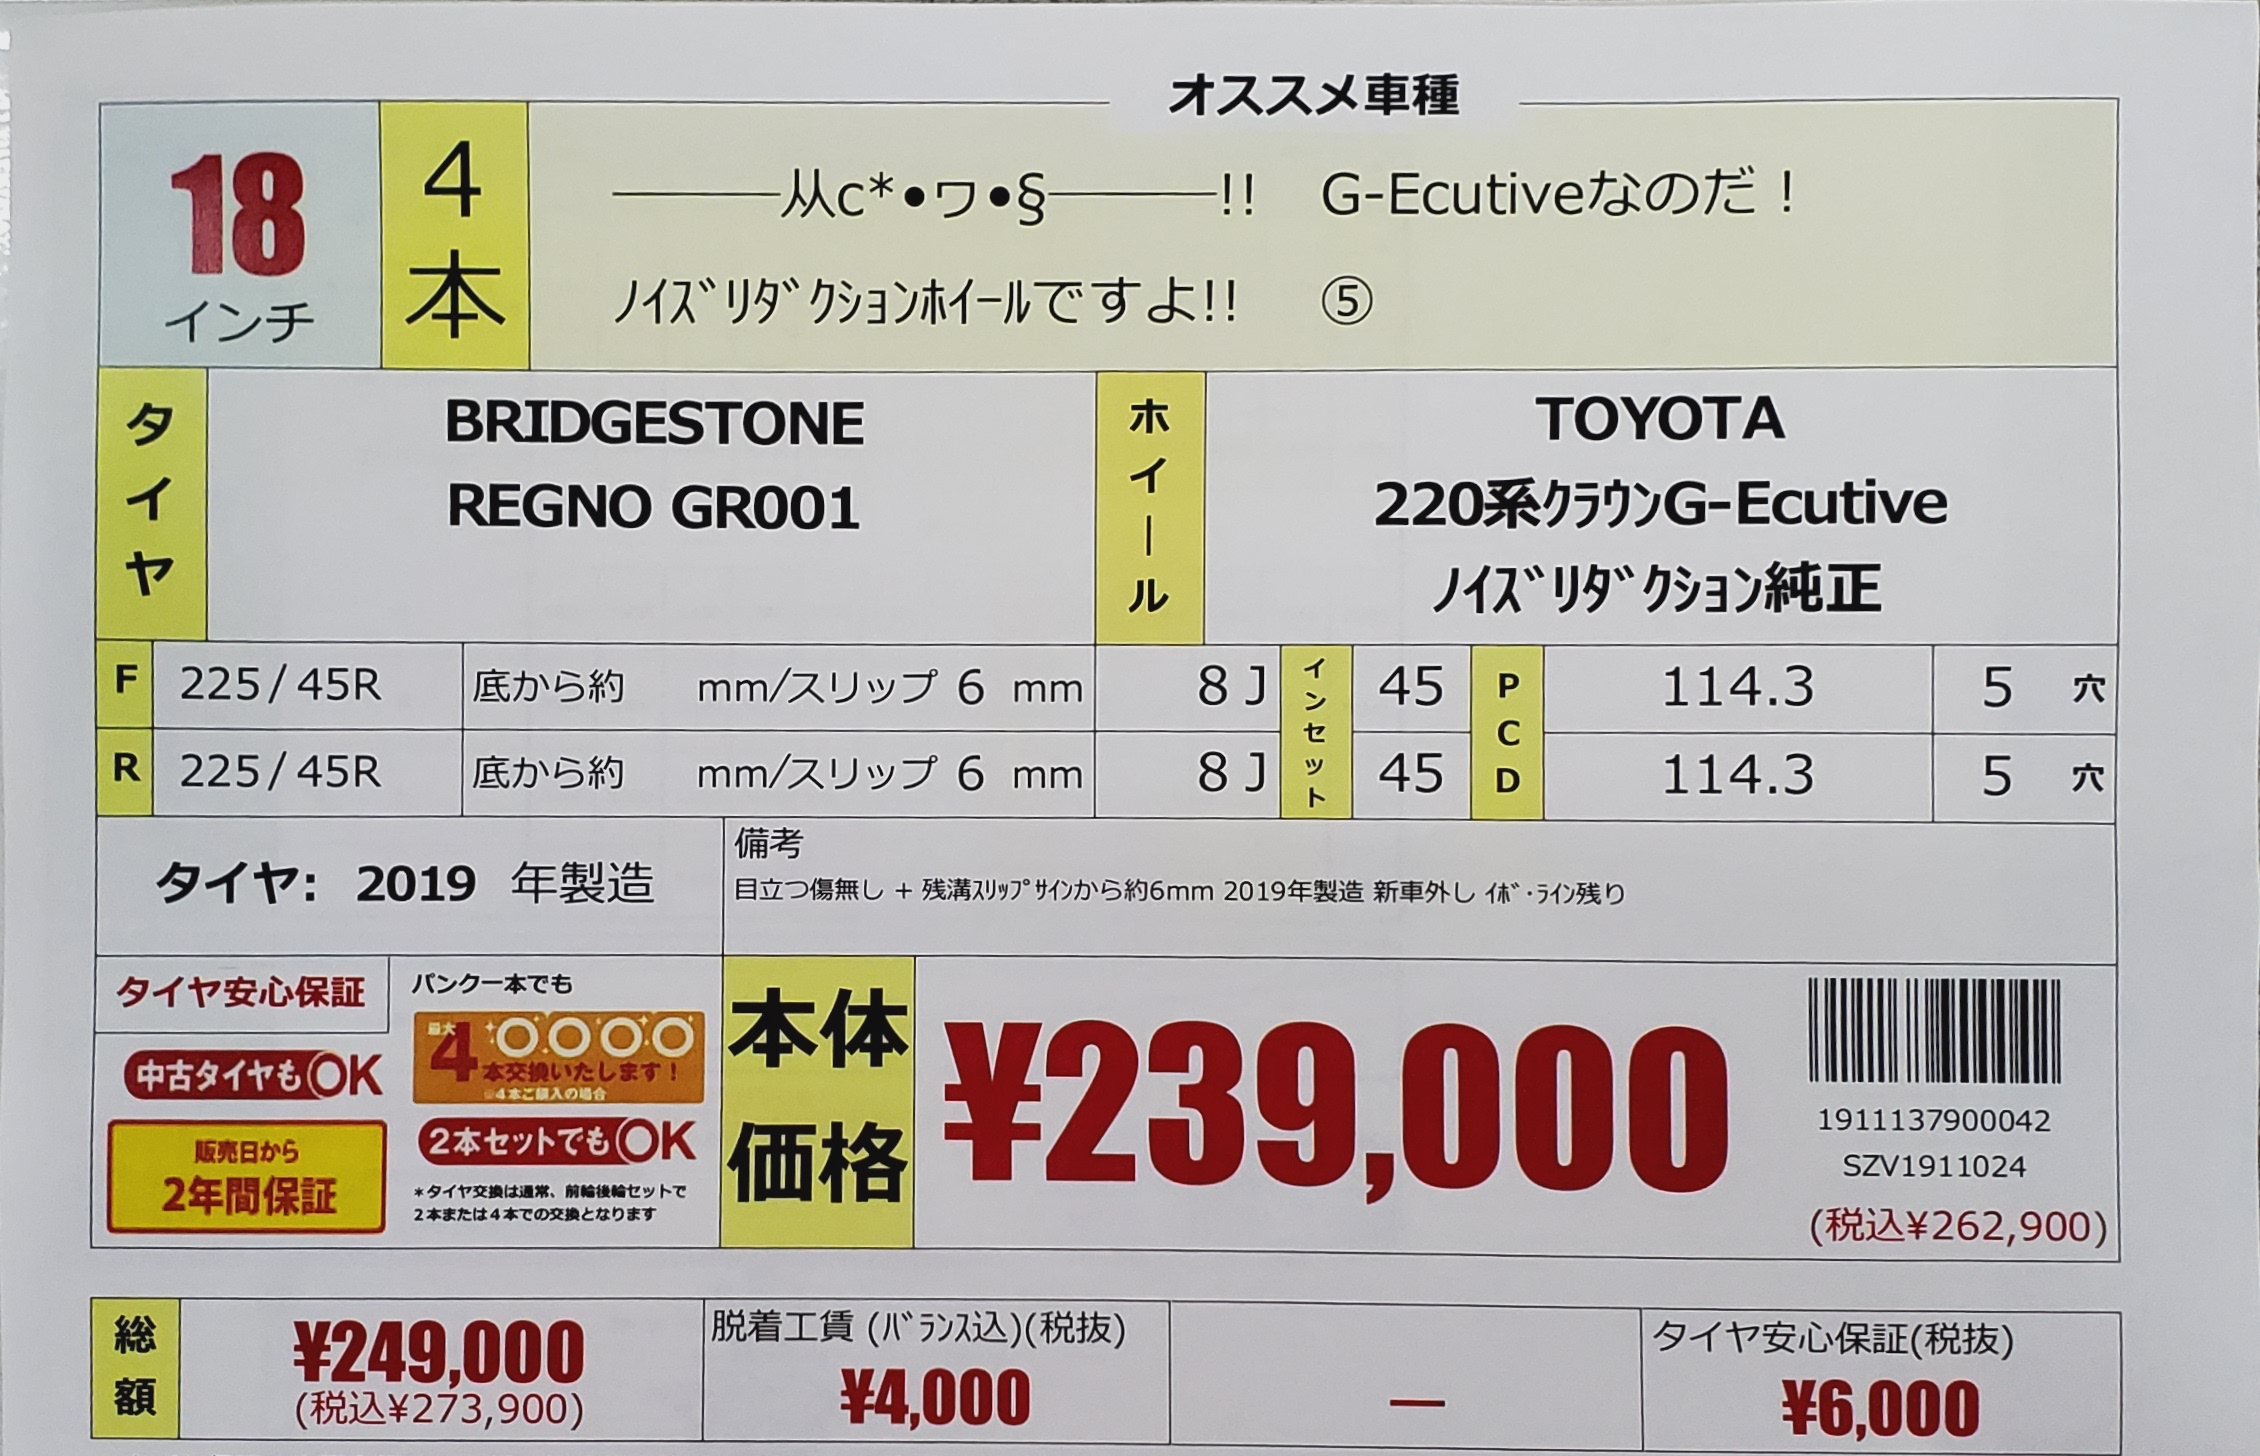 オススメ車種
18
インチ
4本
―――从c*•ヮ•§―――!! G-Ecutiveなのだ！
ﾉｲｽﾞﾘﾀﾞｸｼｮﾝﾎｲｰﾙですよ!! ⑤
タイヤ
BRIDGESTONE
REGNO GR001
ホイール
TOYOTA
220系ｸﾗｳﾝG-Ecutive
ﾉｲｽﾞﾘﾀﾞｸｼｮﾝ純正
F 225/45R 底から約 mm/スリップ 6 mm 8J インセット 45 PCD 114.3 5 穴
R 225/45R 底から約 mm/スリップ 6 mm 8J 45 114.3 5 穴
タイヤ: 2019 年製造
備考
目立つ傷無し + 残溝ｽﾘｯﾌﾟｻｲﾝから約6mm 2019年製造 新車外し ｲﾎﾞ･ﾗｲﾝ残り
タイヤ安心保証
中古タイヤもOK
販売日から
2年間保証
パンク一本でも
最大4本交換いたします！
※4本ご購入の場合
2本セットでもOK
＊タイヤ交換は通常、前輪後輪セットで
２本または４本での交換となります
本体価格
¥239,000
1911137900042
SZV1911024
(税込¥262,900)
総額
¥249,000
(税込¥273,900)
脱着工賃 (ﾊﾞﾗﾝｽ込)(税抜)
¥4,000
―
タイヤ安心保証(税抜)
¥6,000